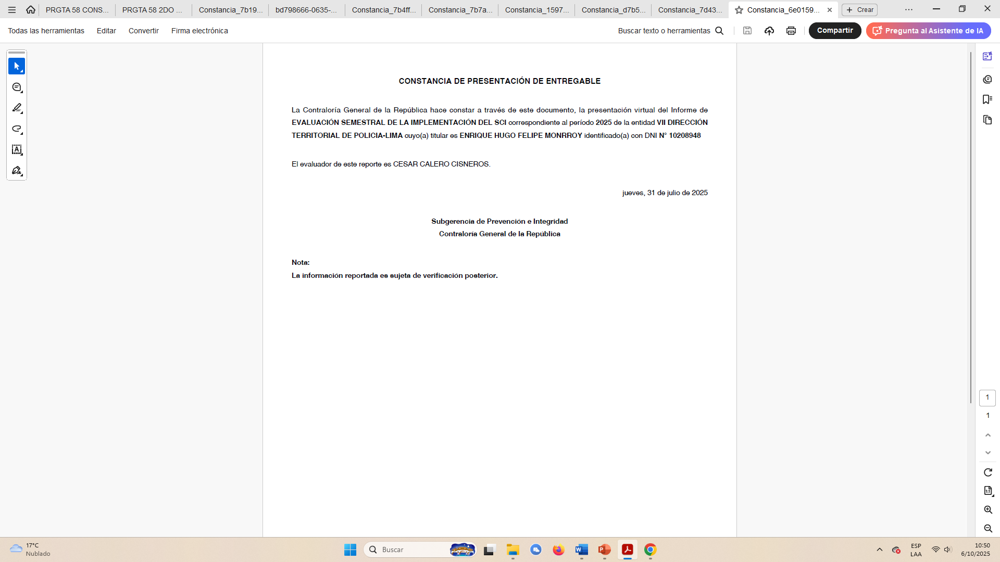 PRGTA 58 CONS...
PRGTA 58 2DO ...
Constancia_7b19...
bd798666-0635-...
Constancia_7b4ff...
Constancia_7b7a...
Constancia_1597...
Constancia_d7b5...
Constancia_7d43...
Constancia_6e0159...
Crear
Todas las herramientas
Editar
Convertir
Firma electrónica
Buscar texto o herramientas
Compartir
Pregunta al Asistente de IA
CONSTANCIA DE PRESENTACIÓN DE ENTREGABLE
La Contraloría General de la República hace constar a través de este documento, la presentación virtual del Informe de
EVALUACIÓN SEMESTRAL DE LA IMPLEMENTACIÓN DEL SCI correspondiente al período 2025 de la entidad VII DIRECCIÓN
TERRITORIAL DE POLICIA-LIMA cuyo(a) titular es ENRIQUE HUGO FELIPE MONRROY identificado(a) con DNI N° 10208948
El evaluador de este reporte es CESAR CALERO CISNEROS.
jueves, 31 de julio de 2025
Subgerencia de Prevención e Integridad
Contraloría General de la República
Nota:
La información reportada es sujeta de verificación posterior.
1
1
17°C
Nublado
Buscar
ESP
LAA
10:50
6/10/2025